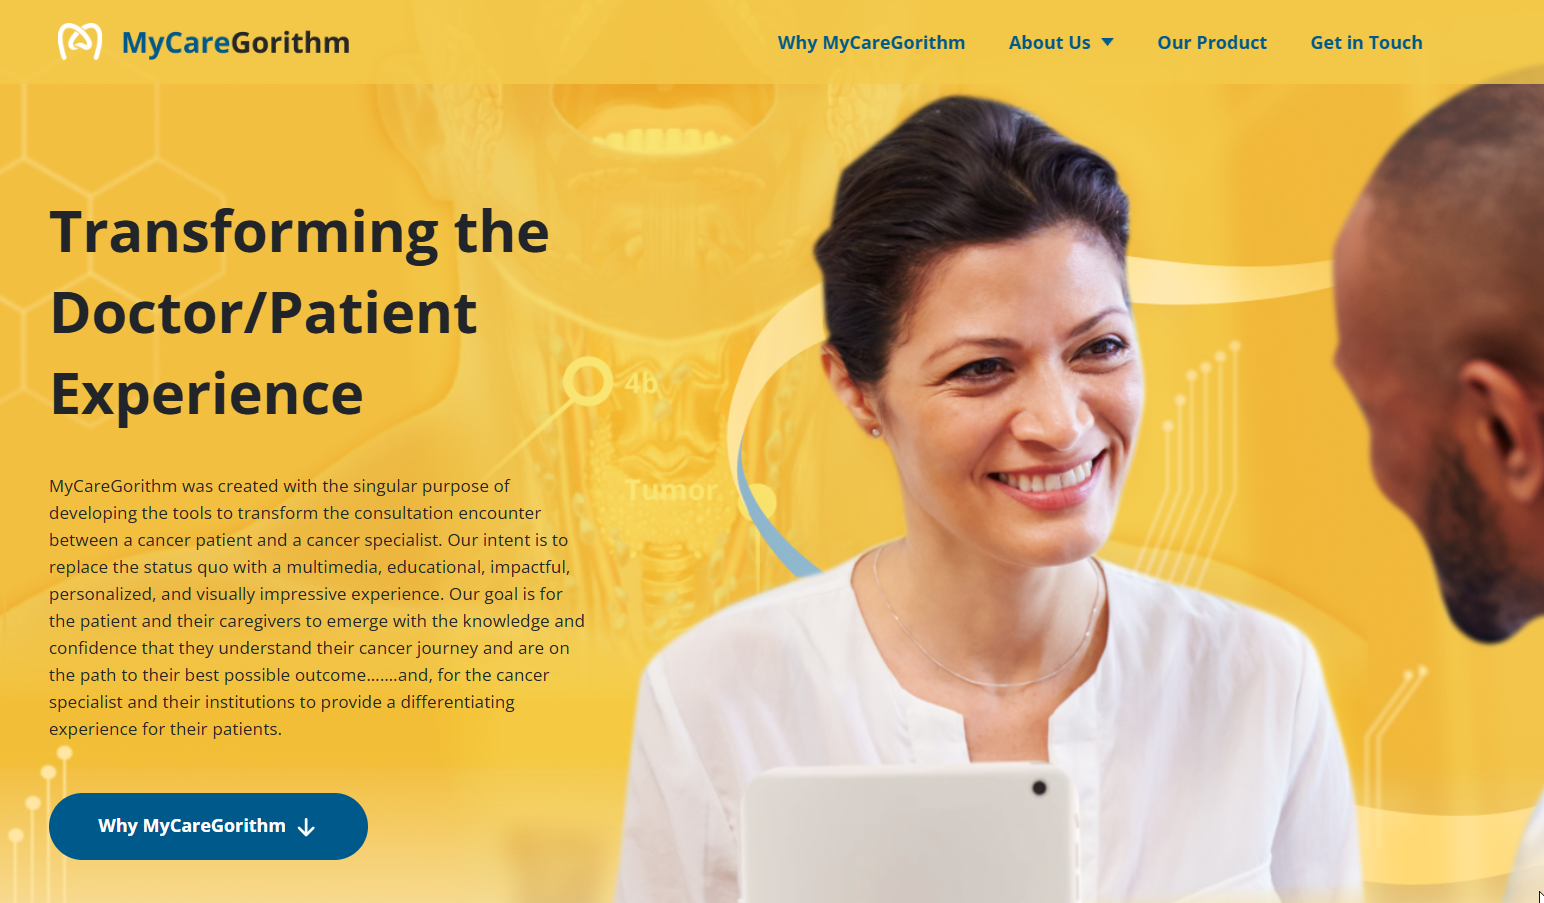 MyCareGorithm
Why MyCareGorithm
About Us
Our Product
Get in Touch
Transforming the
Doctor/Patient
Experience
4b
Tumor
MyCareGorithm was created with the singular purpose of
developing the tools to transform the consultation encounter
between a cancer patient and a cancer specialist. Our intent is to
replace the status quo with a multimedia, educational, impactful,
personalized, and visually impressive experience. Our goal is for
the patient and their caregivers to emerge with the knowledge and
confidence that they understand their cancer journey and are on
the path to their best possible outcome.......and, for the cancer
specialist and their institutions to provide a differentiating
experience for their patients.
Why MyCareGorithm